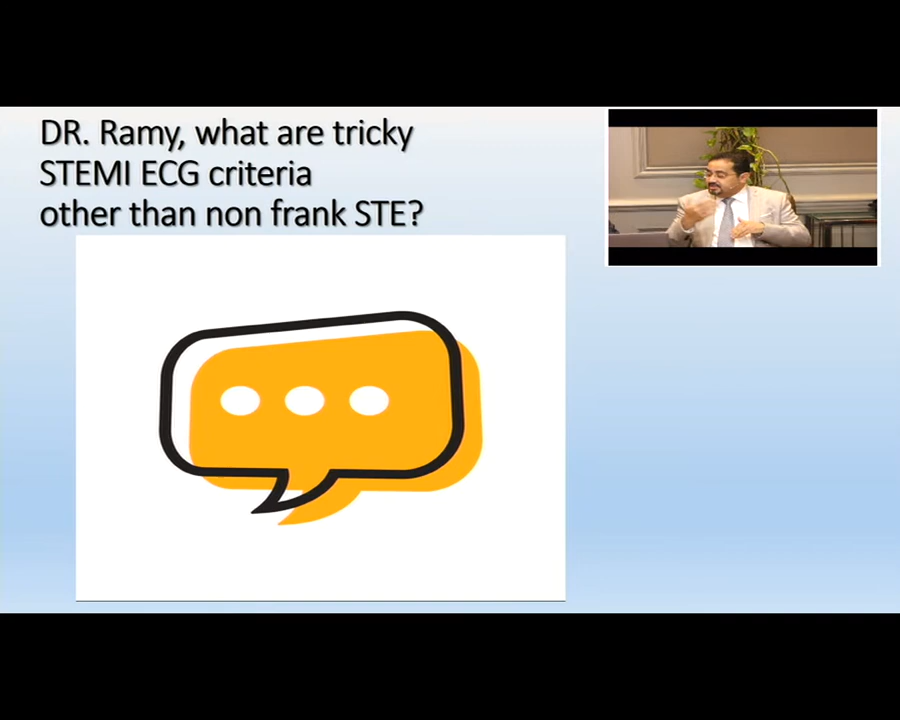 DR. Ramy, what are tricky
STEMI ECG criteria
other than non frank STE?